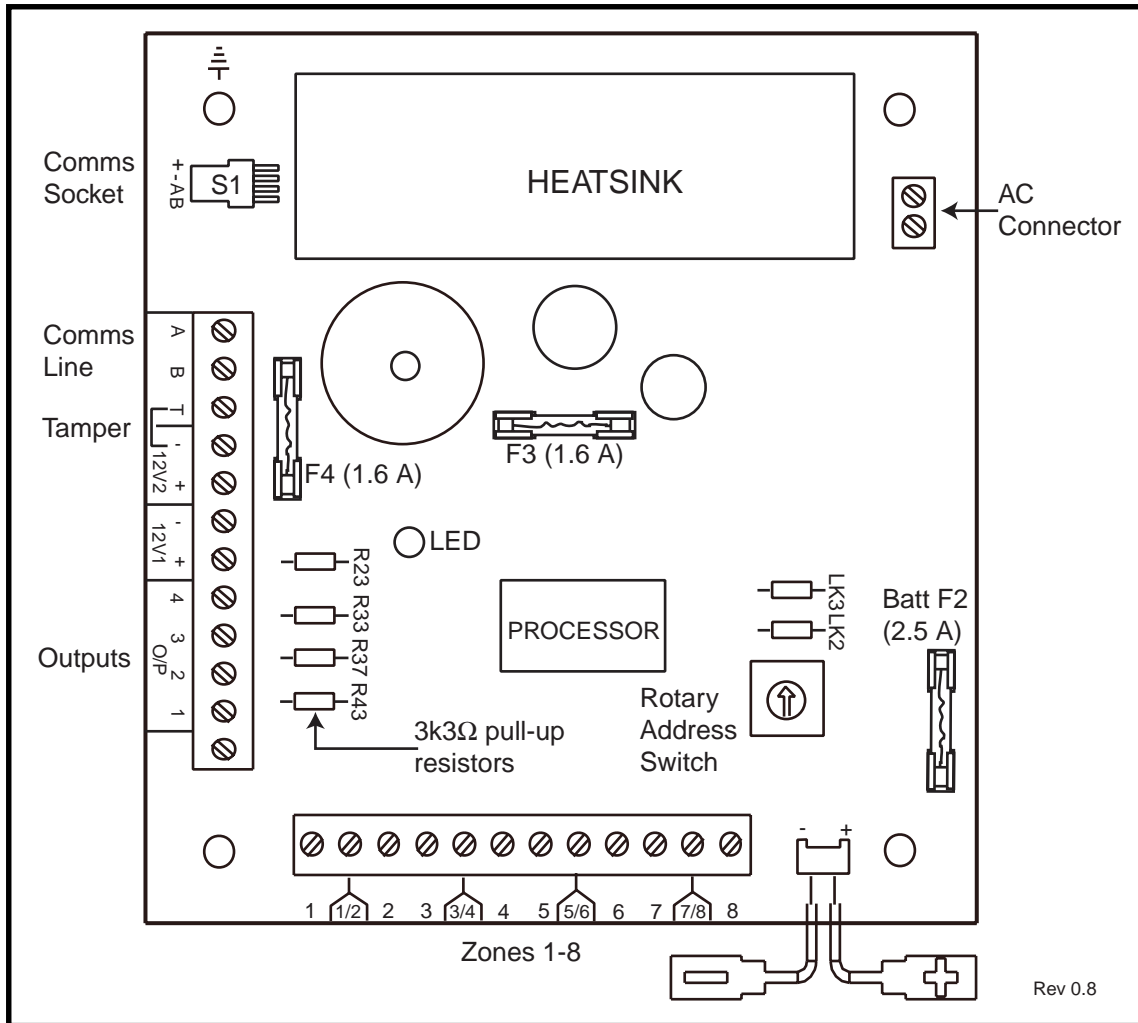 Comms
Socket
+-AB
S1
HEATSINK
AC
Connector
Comms
Line
Tamper
Outputs
A
B
T
-
+
12V2
-
+
12V1
4
3
2
1
O/P
F4 (1.6 A)
F3 (1.6 A)
LED
R23
R33
R37
R43
3k3Ω pull-up
resistors
PROCESSOR
LK3
LK2
Batt F2
(2.5 A)
Rotary
Address
Switch
- +
1 1/2 2 3 3/4 4 5 5/6 6 7 7/8 8
Zones 1-8
Rev 0.8